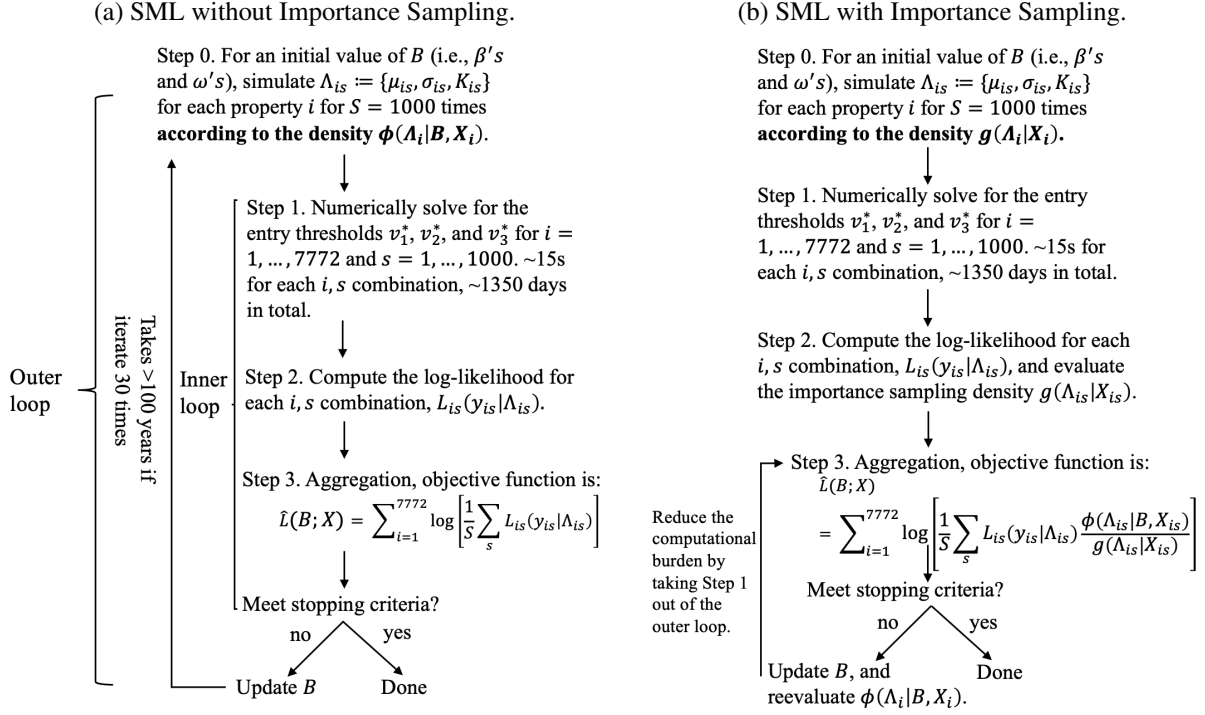 (a) SML without Importance Sampling.
Step 0. For an initial value of B (i.e., β's
and ω's), simulate Λ_is ≔ {μ_is, σ_is, K_is}
for each property i for S = 1000 times
according to the density ϕ(Λ_i|B, X_i).
Step 1. Numerically solve for the
entry thresholds v_1^*, v_2^*, and v_3^* for i =
1, … , 7772 and s = 1, … , 1000. ~15s
for each i, s combination, ~1350 days
in total.
Step 2. Compute the log-likelihood for
each i, s combination, L_is(y_is|Λ_is).
Step 3. Aggregation, objective function is:
L̂(B; X) = ∑_{i=1}^{7772} log [1/S ∑_s L_is(y_is|Λ_is)]
Meet stopping criteria?
no
yes
Update B
Done
Outer
loop
Takes >100 years if
iterate 30 times
Inner
loop
(b) SML with Importance Sampling.
Step 0. For an initial value of B (i.e., β's
and ω's), simulate Λ_is ≔ {μ_is, σ_is, K_is}
for each property i for S = 1000 times
according to the density g(Λ_i|X_i).
Step 1. Numerically solve for the entry
thresholds v_1^*, v_2^*, and v_3^* for i =
1, … , 7772 and s = 1, … , 1000. ~15s for
each i, s combination, ~1350 days in total.
Step 2. Compute the log-likelihood for each
i, s combination, L_is(y_is|Λ_is), and evaluate
the importance sampling density g(Λ_is|X_is).
Step 3. Aggregation, objective function is:
L̂(B; X)
= ∑_{i=1}^{7772} log [1/S ∑_s L_is(y_is|Λ_is) ϕ(Λ_is|B, X_is)/g(Λ_is|X_is)]
Meet stopping criteria?
no
yes
Update B, and
reevaluate ϕ(Λ_i|B, X_i).
Done
Reduce the
computational
burden by
taking Step 1
out of the
outer loop.